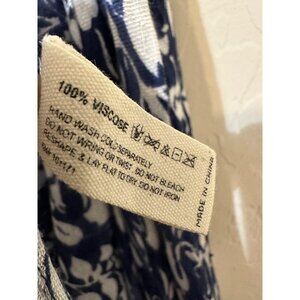 100% VISCOSE
HAND WASH COLD SEPARATELY
DO NOT WRING OR TWIST . DO NOT BLEACH
RESHAPE & LAY FLAT TO DRY. DO NOT IRON
MADE IN CHINA